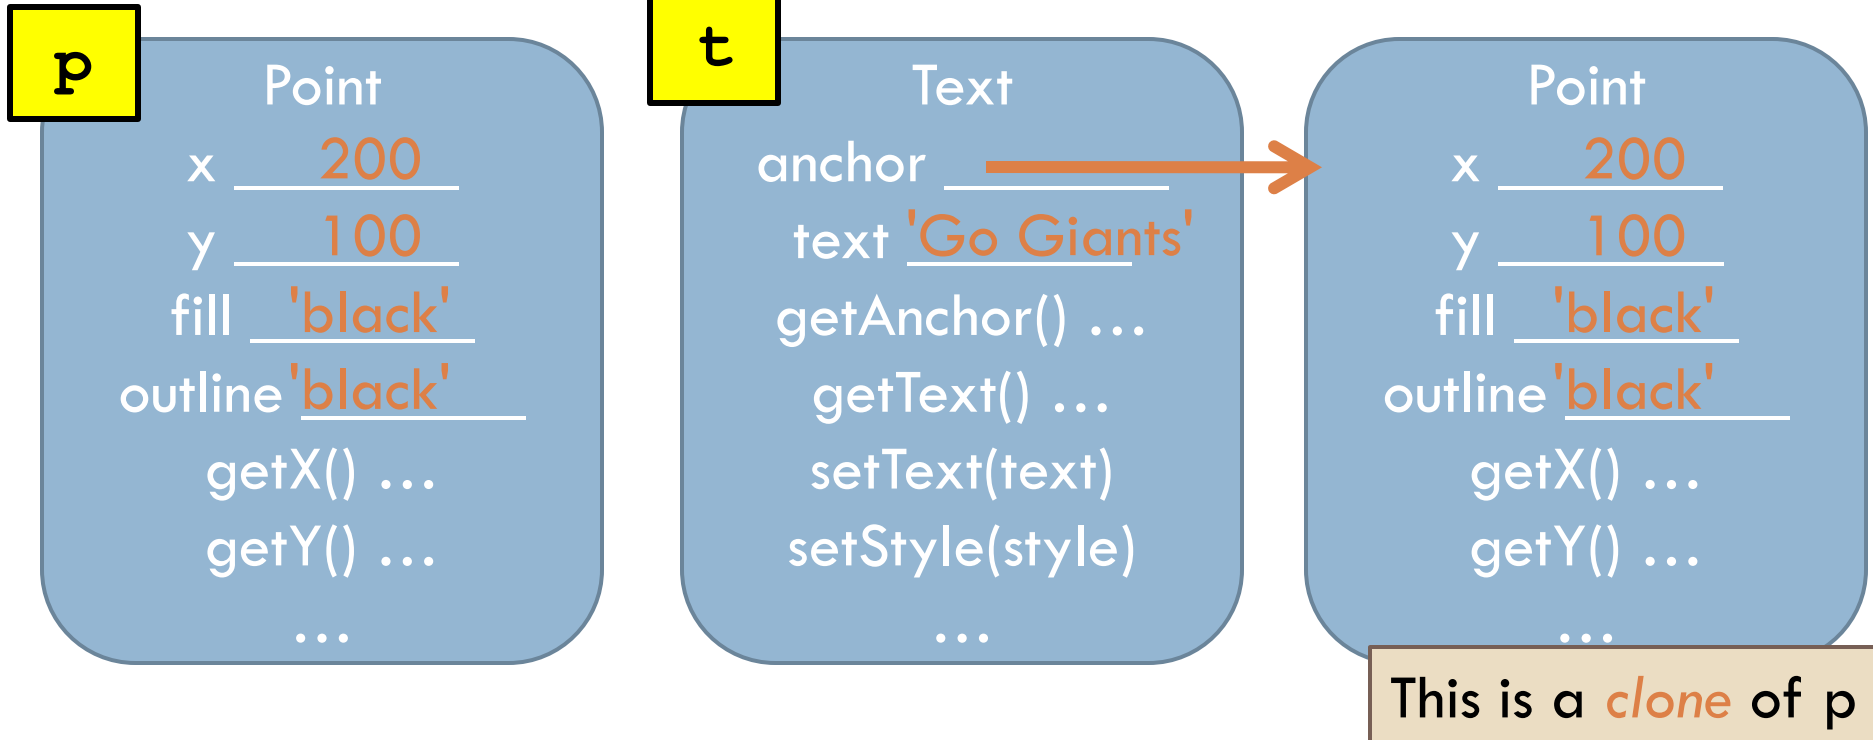 p
Point
x 200
y 100
fill 'black'
outline 'black'
getX() ...
getY() ...
...
t
Text
anchor
text 'Go Giants'
getAnchor() ...
getText() ...
setText(text)
setStyle(style)
...
Point
x 200
y 100
fill 'black'
outline 'black'
getX() ...
getY() ...
...
This is a clone of p